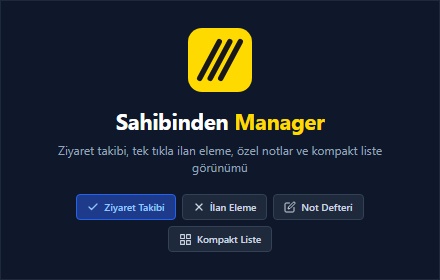 Sahibinden Manager
Ziyaret takibi, tek tıkla ilan eleme, özel notlar ve kompakt liste
görünümü
Ziyaret Takibi
İlan Eleme
Not Defteri
Kompakt Liste